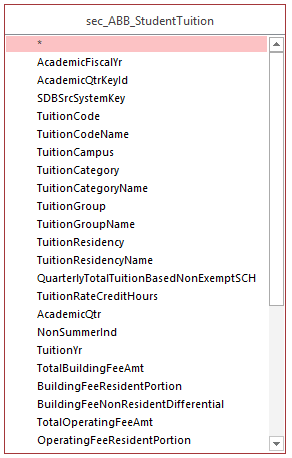 sec_ABB_StudentTuition
*
AcademicFiscalYr
AcademicQtrKeyId
SDBSrcSystemKey
TuitionCode
TuitionCodeName
TuitionCampus
TuitionCategory
TuitionCategoryName
TuitionGroup
TuitionGroupName
TuitionResidency
TuitionResidencyName
QuarterlyTotalTuitionBasedNonExemptSCH
TuitionRateCreditHours
AcademicQtr
NonSummerInd
TuitionYr
TotalBuildingFeeAmt
BuildingFeeResidentPortion
BuildingFeeNonResidentDifferential
TotalOperatingFeeAmt
OperatingFeeResidentPortion